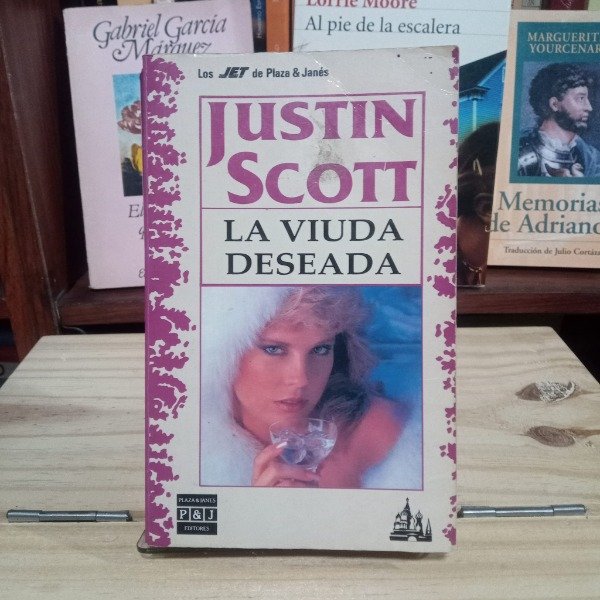 Gabriel García
Márquez
Lorrie Moore
Al pie de la escalera
MARGUERITE
YOURCENAR
Memorias
de Adriano
Traducción de Julio Cortázar
Los JET de Plaza & Janés
JUSTIN
SCOTT
LA VIUDA
DESEADA
PLAZA & JANES
P&J
EDITORES